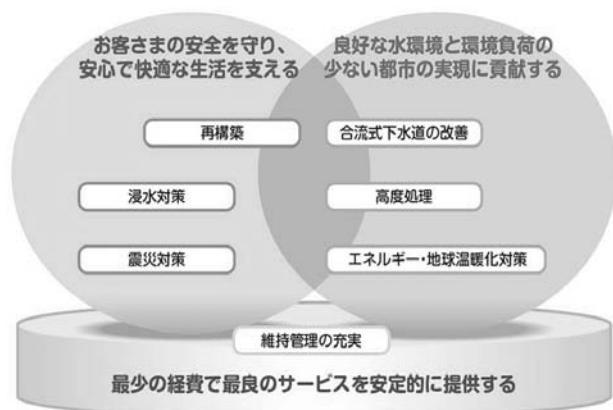 お客さまの安全を守り、
安心で快適な生活を支える
良好な水環境と環境負荷の
少ない都市の実現に貢献する
再構築
合流式下水道の改善
浸水対策
高度処理
震災対策
エネルギー・地球温暖化対策
維持管理の充実
最少の経費で最良のサービスを安定的に提供する